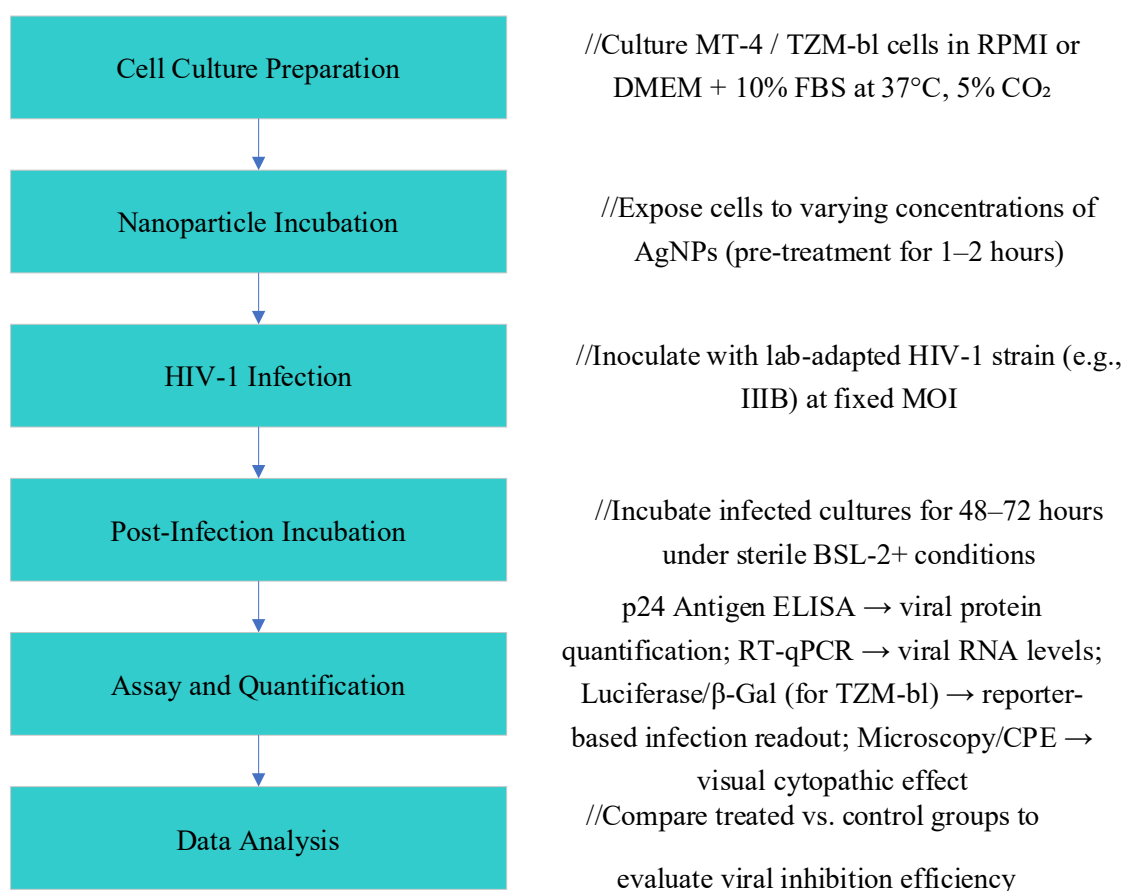 Cell Culture Preparation
//Culture MT-4 / TZM-bl cells in RPMI or
DMEM + 10% FBS at 37°C, 5% CO₂
Nanoparticle Incubation
//Expose cells to varying concentrations of
AgNPs (pre-treatment for 1–2 hours)
HIV-1 Infection
//Inoculate with lab-adapted HIV-1 strain (e.g.,
IIIB) at fixed MOI
Post-Infection Incubation
//Incubate infected cultures for 48–72 hours
under sterile BSL-2+ conditions
Assay and Quantification
p24 Antigen ELISA → viral protein
quantification; RT-qPCR → viral RNA levels;
Luciferase/β-Gal (for TZM-bl) → reporter-
based infection readout; Microscopy/CPE →
visual cytopathic effect
Data Analysis
//Compare treated vs. control groups to
evaluate viral inhibition efficiency